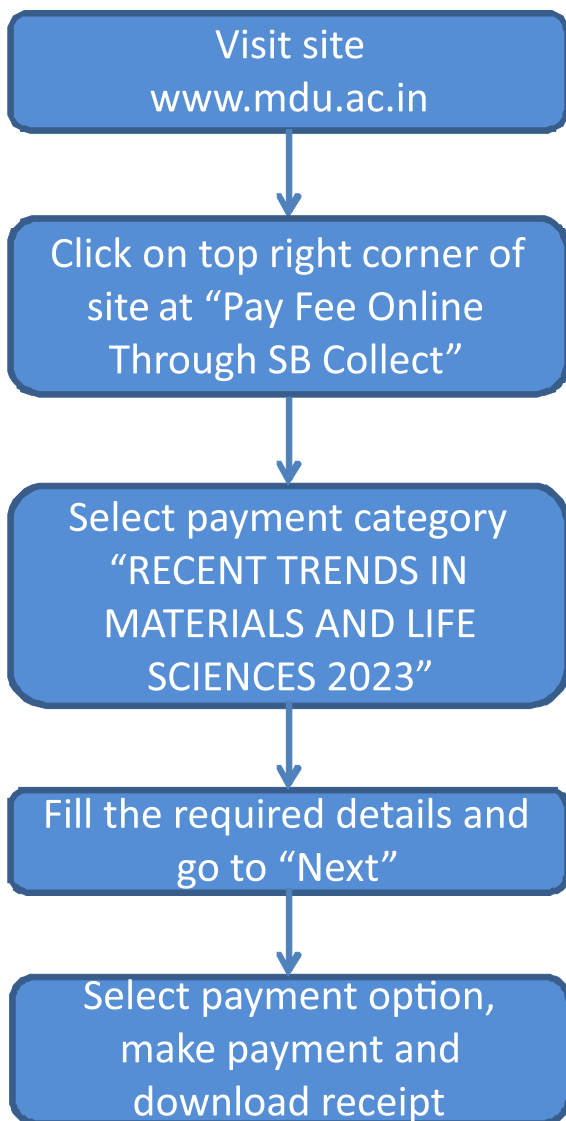 Visit site
www.mdu.ac.in
Click on top right corner of
site at “Pay Fee Online
Through SB Collect”
Select payment category
“RECENT TRENDS IN
MATERIALS AND LIFE
SCIENCES 2023”
Fill the required details and
go to “Next”
Select payment option,
make payment and
download receipt